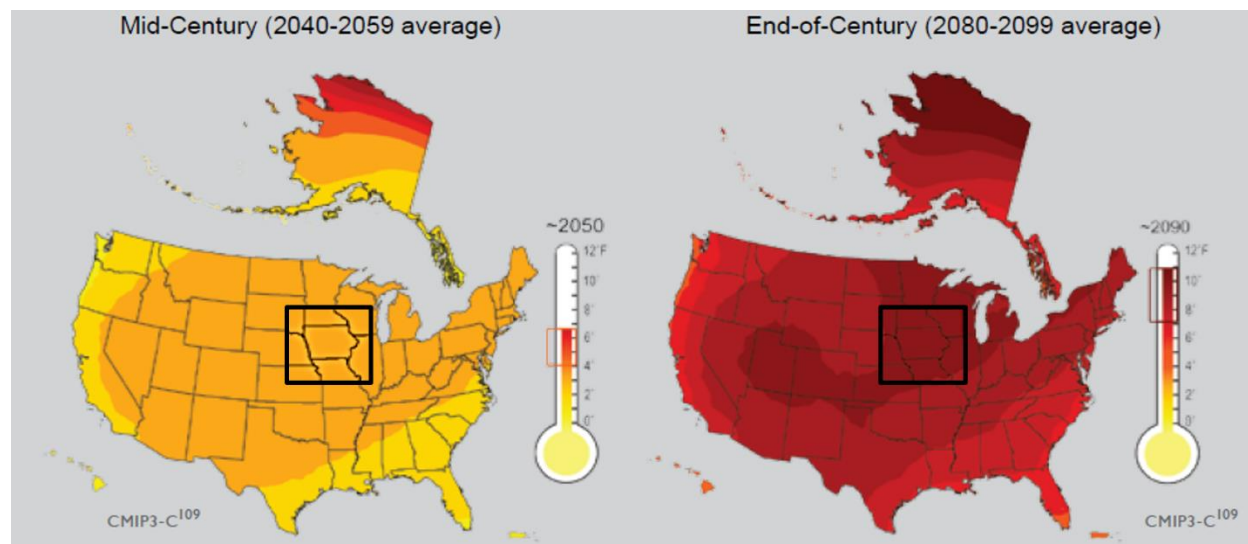 Mid-Century (2040-2059 average)
End-of-Century (2080-2099 average)
~2050
12°F
10°
8°
6°
4°
2°
0°
CMIP3-C109
~2090
12°F
10°
8°
6°
4°
2°
0°
CMIP3-C109